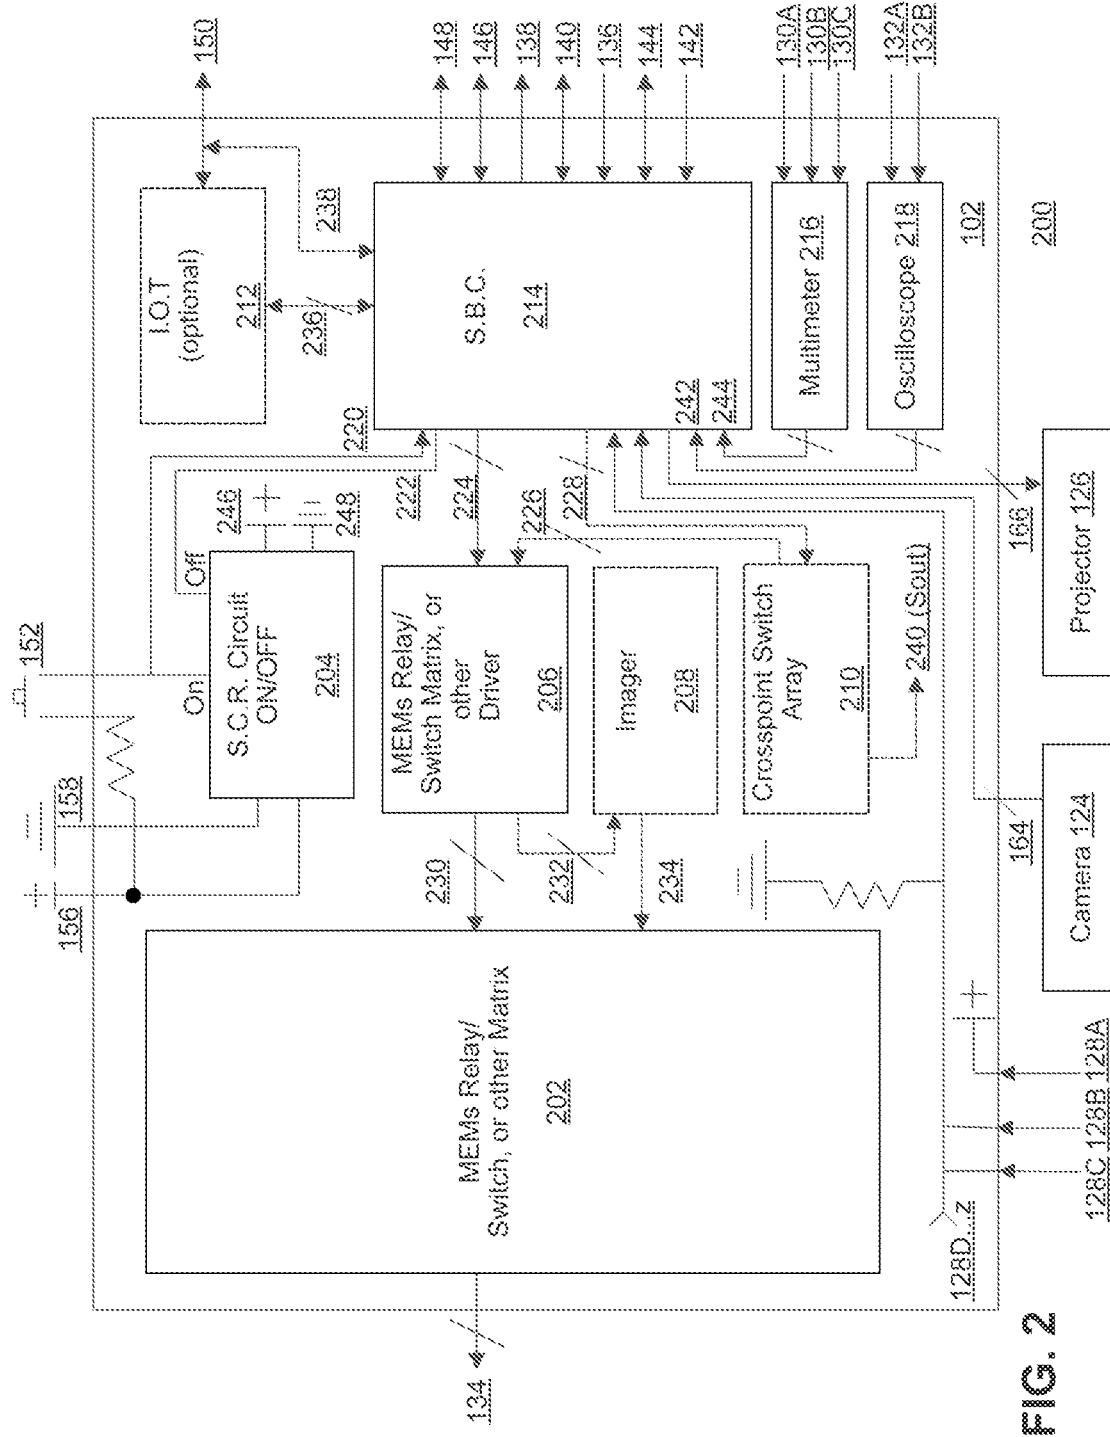 150
148
146
138
140
136
144
142
130A
130B
130C
132A
132B
I.O.T
(optional)
212
238
236
S.B.C.
214
242
244
Multimeter 216
Oscilloscope 218
102
200
220
222
224
226
228
246
+
248
152
Off
On
S.C.R. Circuit
ON/OFF
204
MEMs Relay/
Switch Matrix, or
other
Driver
206
Imager
208
Crosspoint Switch
Array
210
240 (Sout)
166
Projector 126
158
+
156
230
232
234
164
Camera 124
MEMs Relay/
Switch, or other Matrix
202
+
134
128D...z
128C 128B 128A
FIG. 2